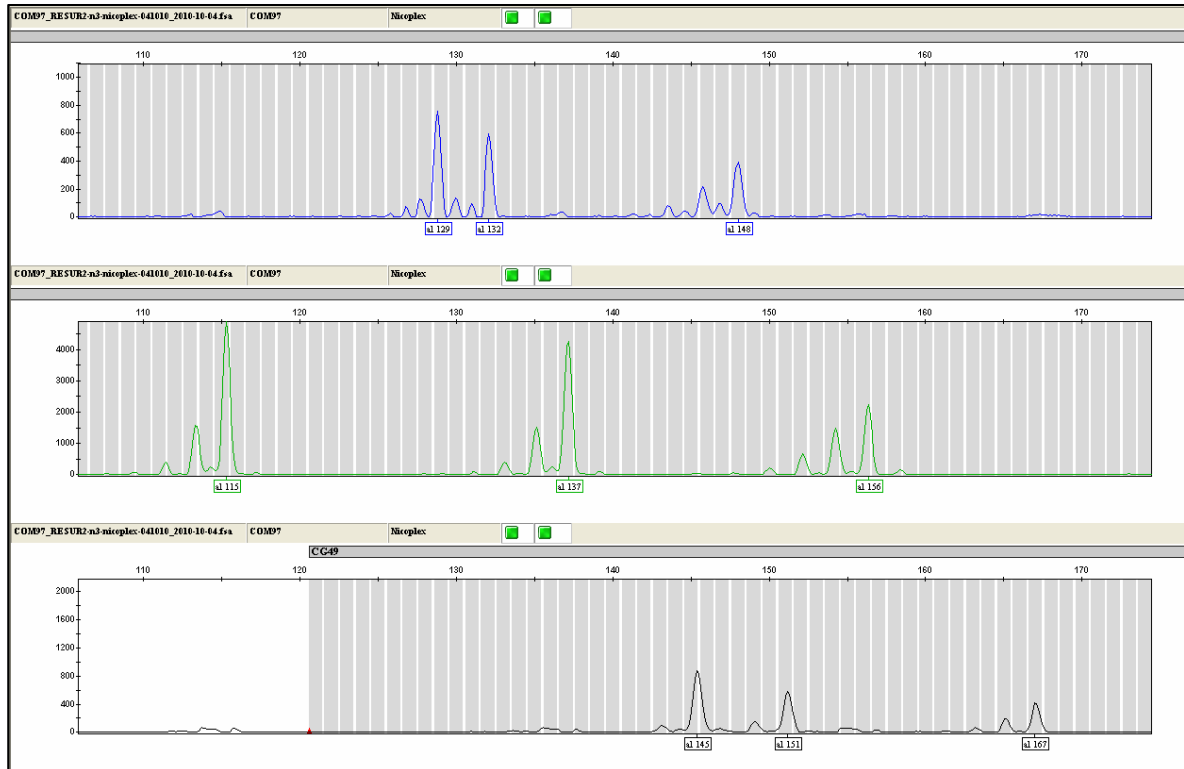 COM97_RESUR2-n3-nicoplex-041010_2010-10-04.fsa COM97 Nicoplex
110 120 130 140 150 160 170
1000
800
600
400
200
0
al 129 al 132 al 148
COM97_RESUR2-n3-nicoplex-041010_2010-10-04.fsa COM97 Nicoplex
110 120 130 140 150 160 170
4000
3000
2000
1000
0
al 115 al 137 al 156
COM97_RESUR2-n3-nicoplex-041010_2010-10-04.fsa COM97 Nicoplex
CG49
110 120 130 140 150 160 170
2000
1600
1200
800
400
0
al 145 al 151 al 167